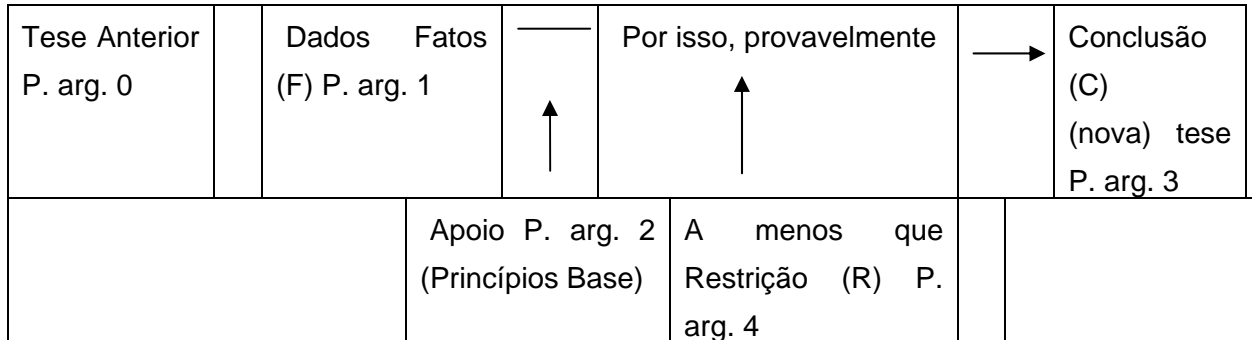 Tese Anterior
P. arg. 0
Dados Fatos
(F) P. arg. 1
Por isso, provavelmente
Conclusão
(C)
(nova) tese
P. arg. 3
Apoio P. arg. 2
(Princípios Base)
A menos que
Restrição (R) P.
arg. 4